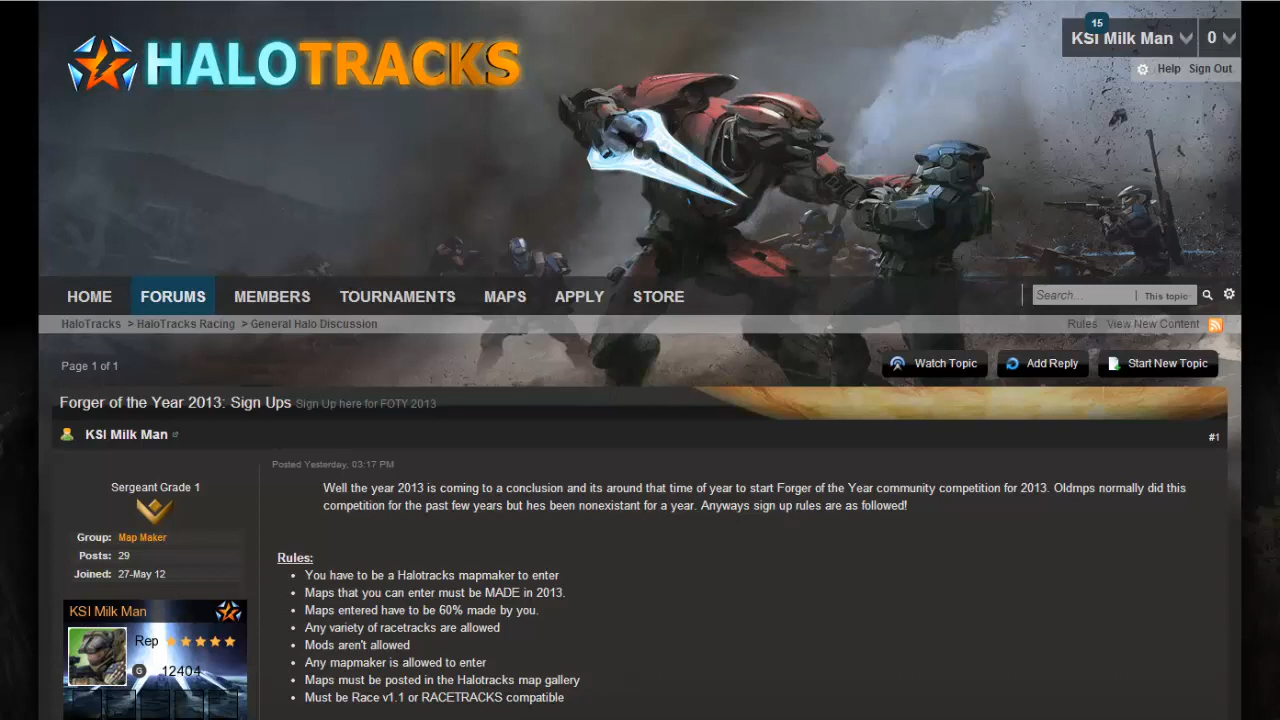 HALOTRACKS
15
KSI Milk Man 0
Help Sign Out
HOME FORUMS MEMBERS TOURNAMENTS MAPS APPLY STORE
Search... This topic
HaloTracks > HaloTracks Racing > General Halo Discussion
Rules View New Content
Page 1 of 1
Watch Topic Add Reply Start New Topic
Forger of the Year 2013: Sign Ups Sign Up here for FOTY 2013
KSI Milk Man
#1
Posted Yesterday, 03:17 PM
Sergeant Grade 1
Group: Map Maker
Posts: 29
Joined: 27-May 12
KSI Milk Man
Rep
G 12404
Well the year 2013 is coming to a conclusion and its around that time of year to start Forger of the Year community competition for 2013. Oldmps normally did this
competition for the past few years but hes been nonexistant for a year. Anyways sign up rules are as followed!
Rules:
You have to be a Halotracks mapmaker to enter
Maps that you can enter must be MADE in 2013.
Maps entered have to be 60% made by you.
Any variety of racetracks are allowed
Mods aren't allowed
Any mapmaker is allowed to enter
Maps must be posted in the Halotracks map gallery
Must be Race v1.1 or RACETRACKS compatible